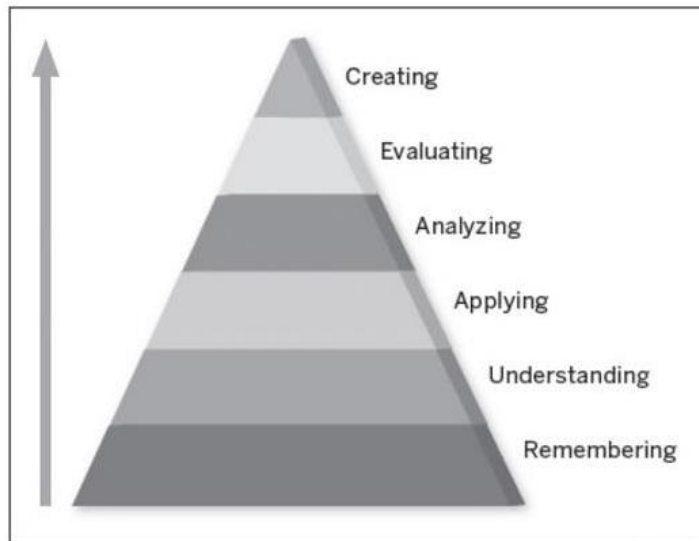 Creating
Evaluating
Analyzing
Applying
Understanding
Remembering